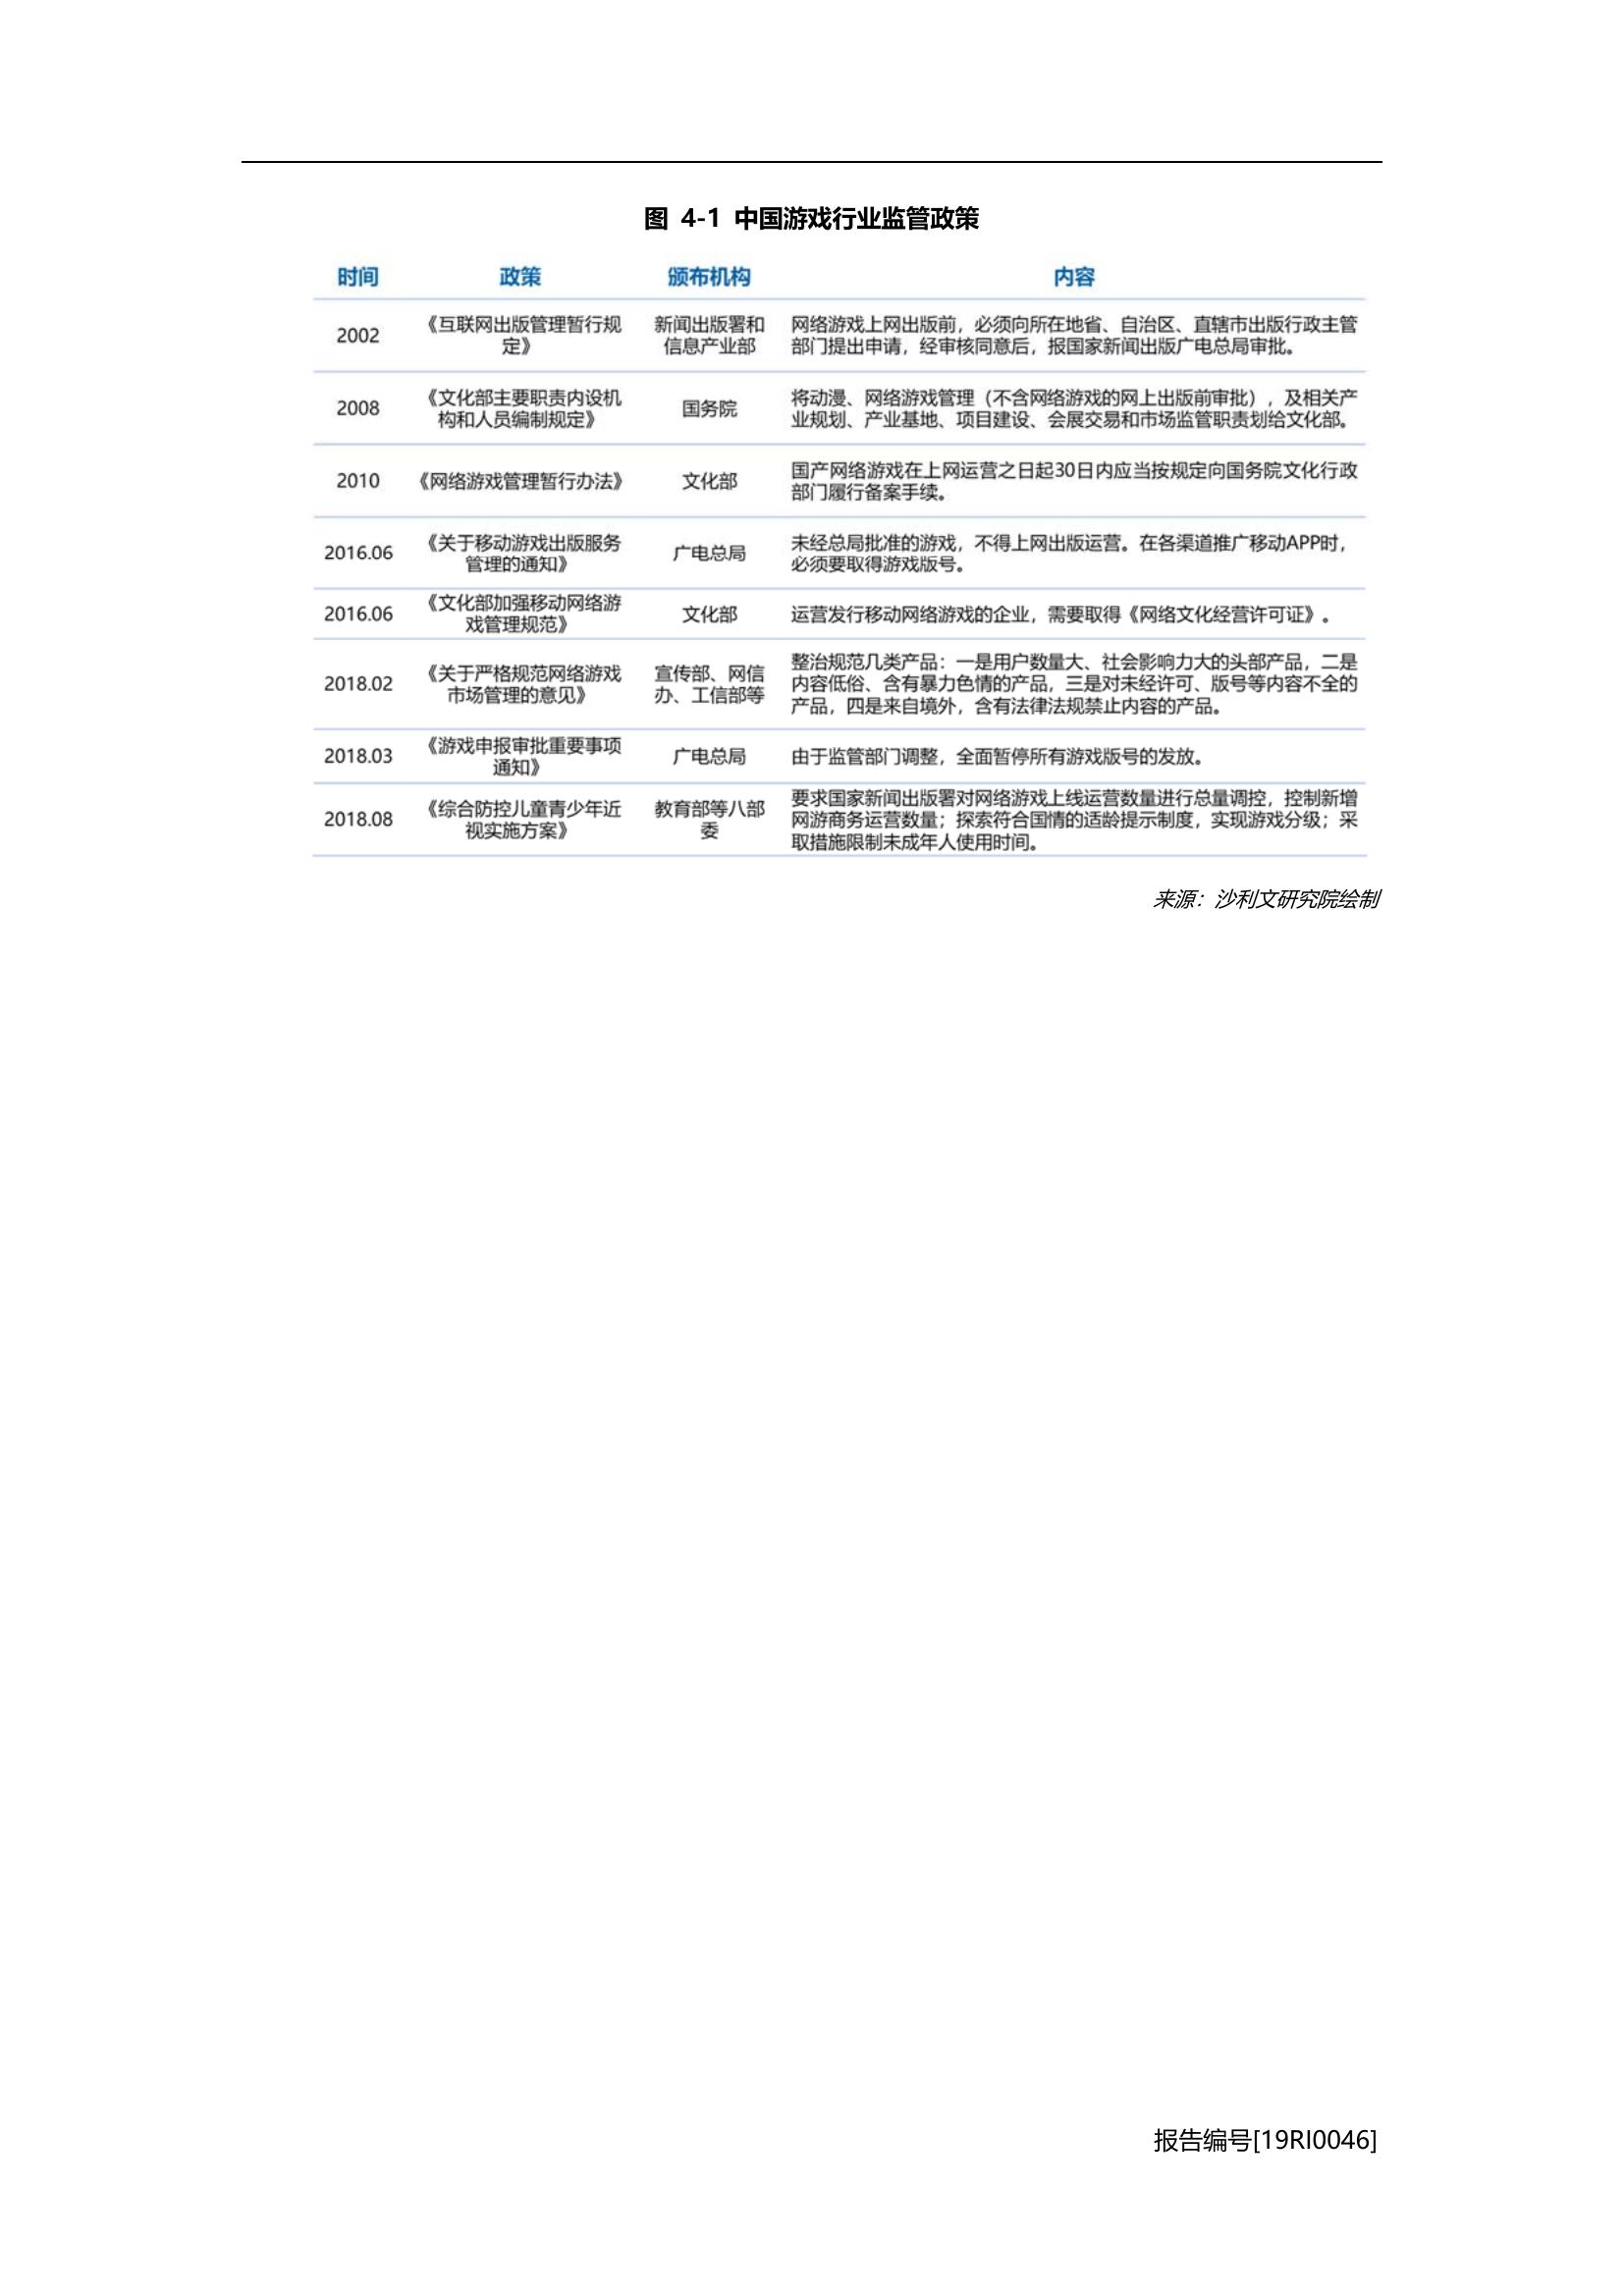 图 4-1 中国游戏行业监管政策
时间 政策 颁布机构 内容
2002
《互联网出版管理暂行规
定》
新闻出版署和
信息产业部
网络游戏上网出版前，必须向所在地省、自治区、直辖市出版行政主管
部门提出申请，经审核同意后，报国家新闻出版广电总局审批。
2008
《文化部主要职责内设机
构和人员编制规定》
国务院
将动漫、网络游戏管理（不含网络游戏的网上出版前审批），及相关产
业规划、产业基地、项目建设、会展交易和市场监管职责划给文化部。
2010
《网络游戏管理暂行办法》
文化部
国产网络游戏在上网运营之日起30日内应当按规定向国务院文化行政
部门履行备案手续。
2016.06
《关于移动游戏出版服务
管理的通知》
广电总局
未经总局批准的游戏，不得上网出版运营。在各渠道推广移动APP时，
必须要取得游戏版号。
2016.06
《文化部加强移动网络游
戏管理规范》
文化部
运营发行移动网络游戏的企业，需要取得《网络文化经营许可证》。
2018.02
《关于严格规范网络游戏
市场管理的意见》
宣传部、网信
办、工信部等
整治规范几类产品：一是用户数量大、社会影响力大的头部产品，二是
内容低俗、含有暴力色情的产品，三是对未经许可、版号等内容不全的
产品，四是来自境外，含有法律法规禁止内容的产品。
2018.03
《游戏申报审批重要事项
通知》
广电总局
由于监管部门调整，全面暂停所有游戏版号的发放。
2018.08
《综合防控儿童青少年近
视实施方案》
教育部等八部
委
要求国家新闻出版署对网络游戏上线运营数量进行总量调控，控制新增
网游商务运营数量；探索符合国情的适龄提示制度，实现游戏分级；采
取措施限制未成年人使用时间。
来源：沙利文研究院绘制
报告编号[19RI0046]